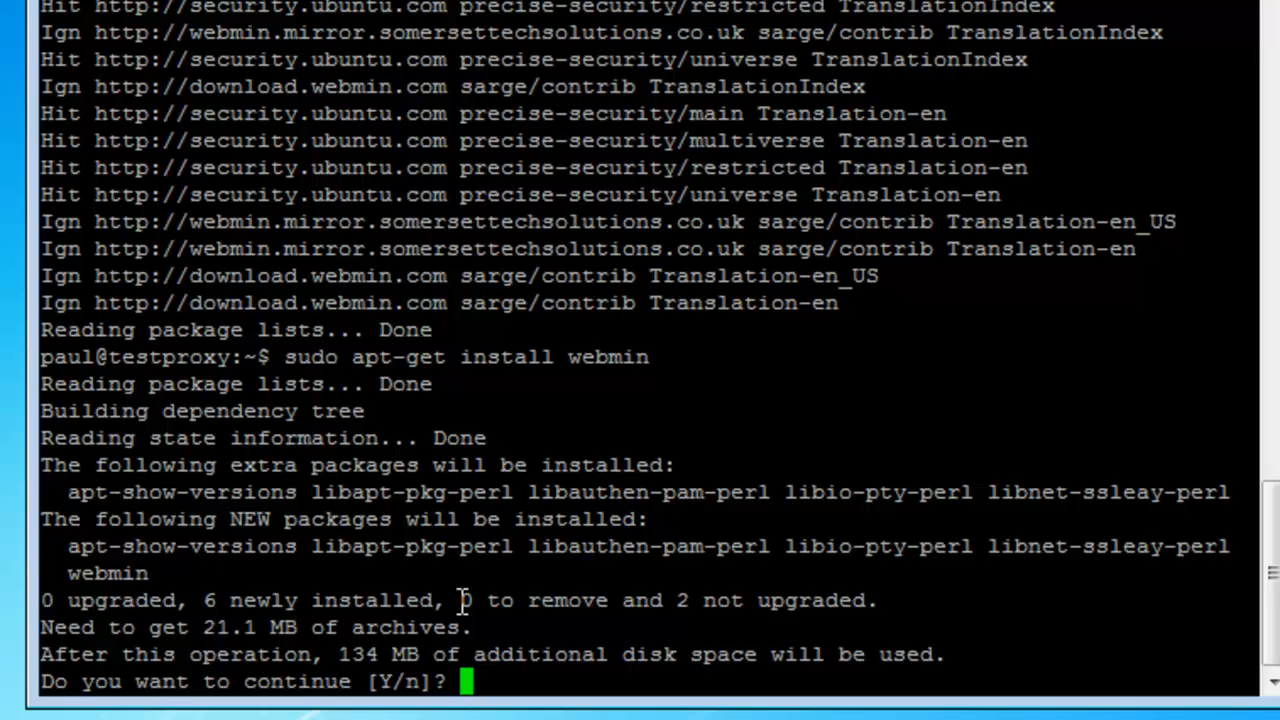 Hit http://security.ubuntu.com precise-security/restricted TranslationIndex
Ign http://webmin.mirror.somersettechsolutions.co.uk sarge/contrib TranslationIndex
Hit http://security.ubuntu.com precise-security/universe TranslationIndex
Ign http://download.webmin.com sarge/contrib TranslationIndex
Hit http://security.ubuntu.com precise-security/main Translation-en
Hit http://security.ubuntu.com precise-security/multiverse Translation-en
Hit http://security.ubuntu.com precise-security/restricted Translation-en
Hit http://security.ubuntu.com precise-security/universe Translation-en
Ign http://webmin.mirror.somersettechsolutions.co.uk sarge/contrib Translation-en_US
Ign http://webmin.mirror.somersettechsolutions.co.uk sarge/contrib Translation-en
Ign http://download.webmin.com sarge/contrib Translation-en_US
Ign http://download.webmin.com sarge/contrib Translation-en
Reading package lists... Done
paul@testproxy:~$ sudo apt-get install webmin
Reading package lists... Done
Building dependency tree
Reading state information... Done
The following extra packages will be installed:
apt-show-versions libapt-pkg-perl libauthen-pam-perl libio-pty-perl libnet-ssleay-perl
The following NEW packages will be installed:
apt-show-versions libapt-pkg-perl libauthen-pam-perl libio-pty-perl libnet-ssleay-perl
webmin
0 upgraded, 6 newly installed, 0 to remove and 2 not upgraded.
Need to get 21.1 MB of archives.
After this operation, 134 MB of additional disk space will be used.
Do you want to continue [Y/n]?